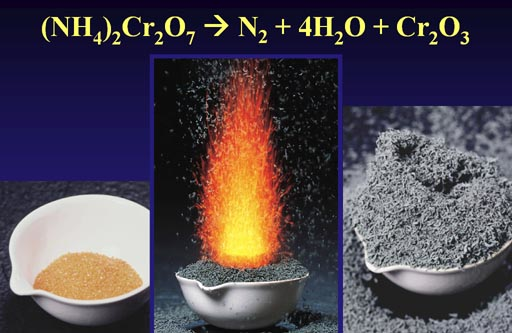 (NH₄)₂Cr₂O₇ → N₂ + 4H₂O + Cr₂O₃